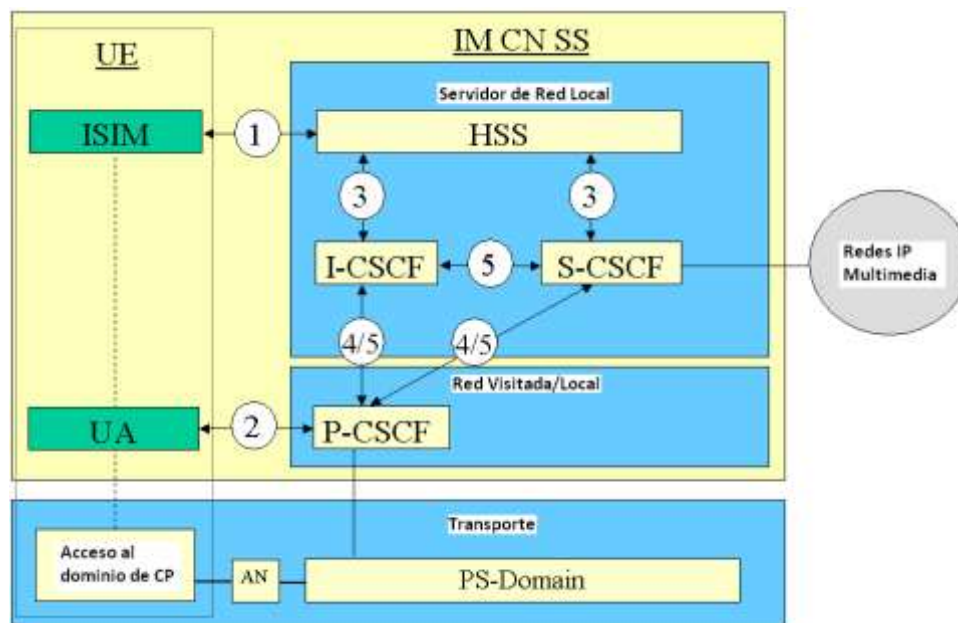 UE
IM CN SS
Servidor de Red Local
ISIM
1
HSS
3
3
I-CSCF
5
S-CSCF
Redes IP
Multimedia
4/5
4/5
Red Visitada/Local
UA
2
P-CSCF
Transporte
Acceso al
dominio de CP
AN
PS-Domain